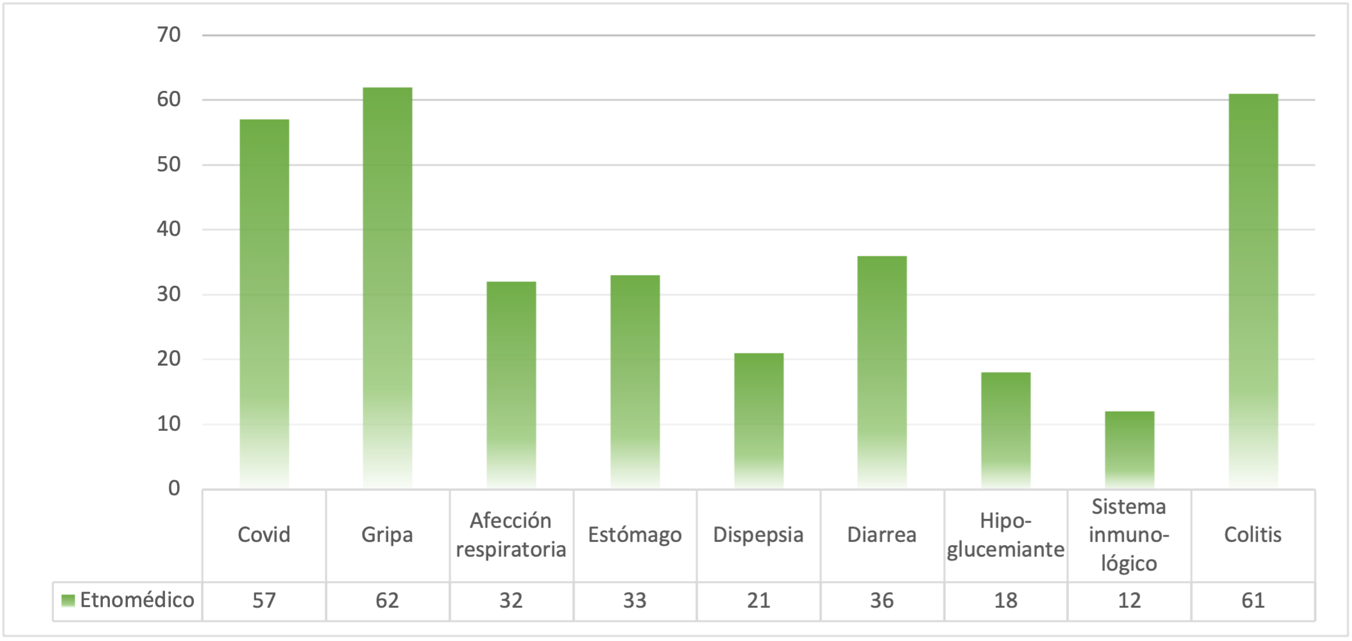 70
60
50
40
30
20
10
0
Covid
Gripa
Afección
respiratoria
Estómago
Dispepsia
Diarrea
Hipo-
glucemiante
Sistema
inmuno-
lógico
Colitis
Etnomédico 57 62 32 33 21 36 18 12 61